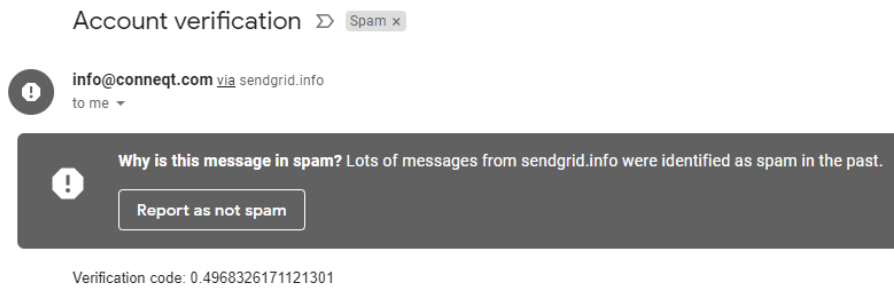 Account verification Spam x
info@conneqt.com via sendgrid.info
to me
Why is this message in spam? Lots of messages from sendgrid.info were identified as spam in the past.
Report as not spam
Verification code: 0.4968326171121301